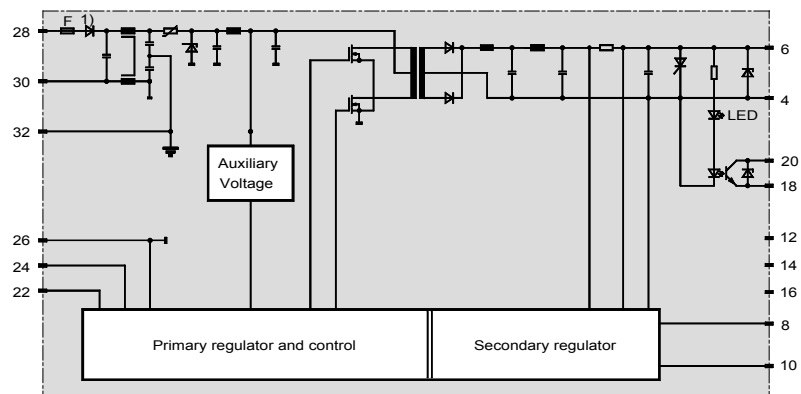 F 1)
28
30
32
26
24
22
Auxiliary
Voltage
Primary regulator and control
Secondary regulator
LED
6
4
20
18
12
14
16
8
10